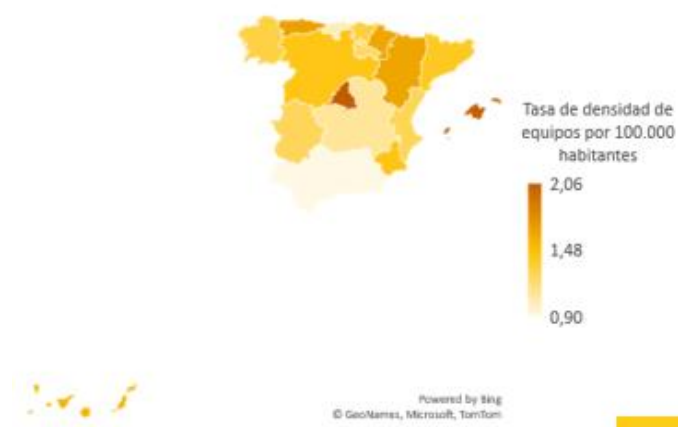 Tasa de densidad de
equipos por 100.000
habitantes
2,06
1,48
0,90
Powered by Bing
© GeoNames, Microsoft, TomTom